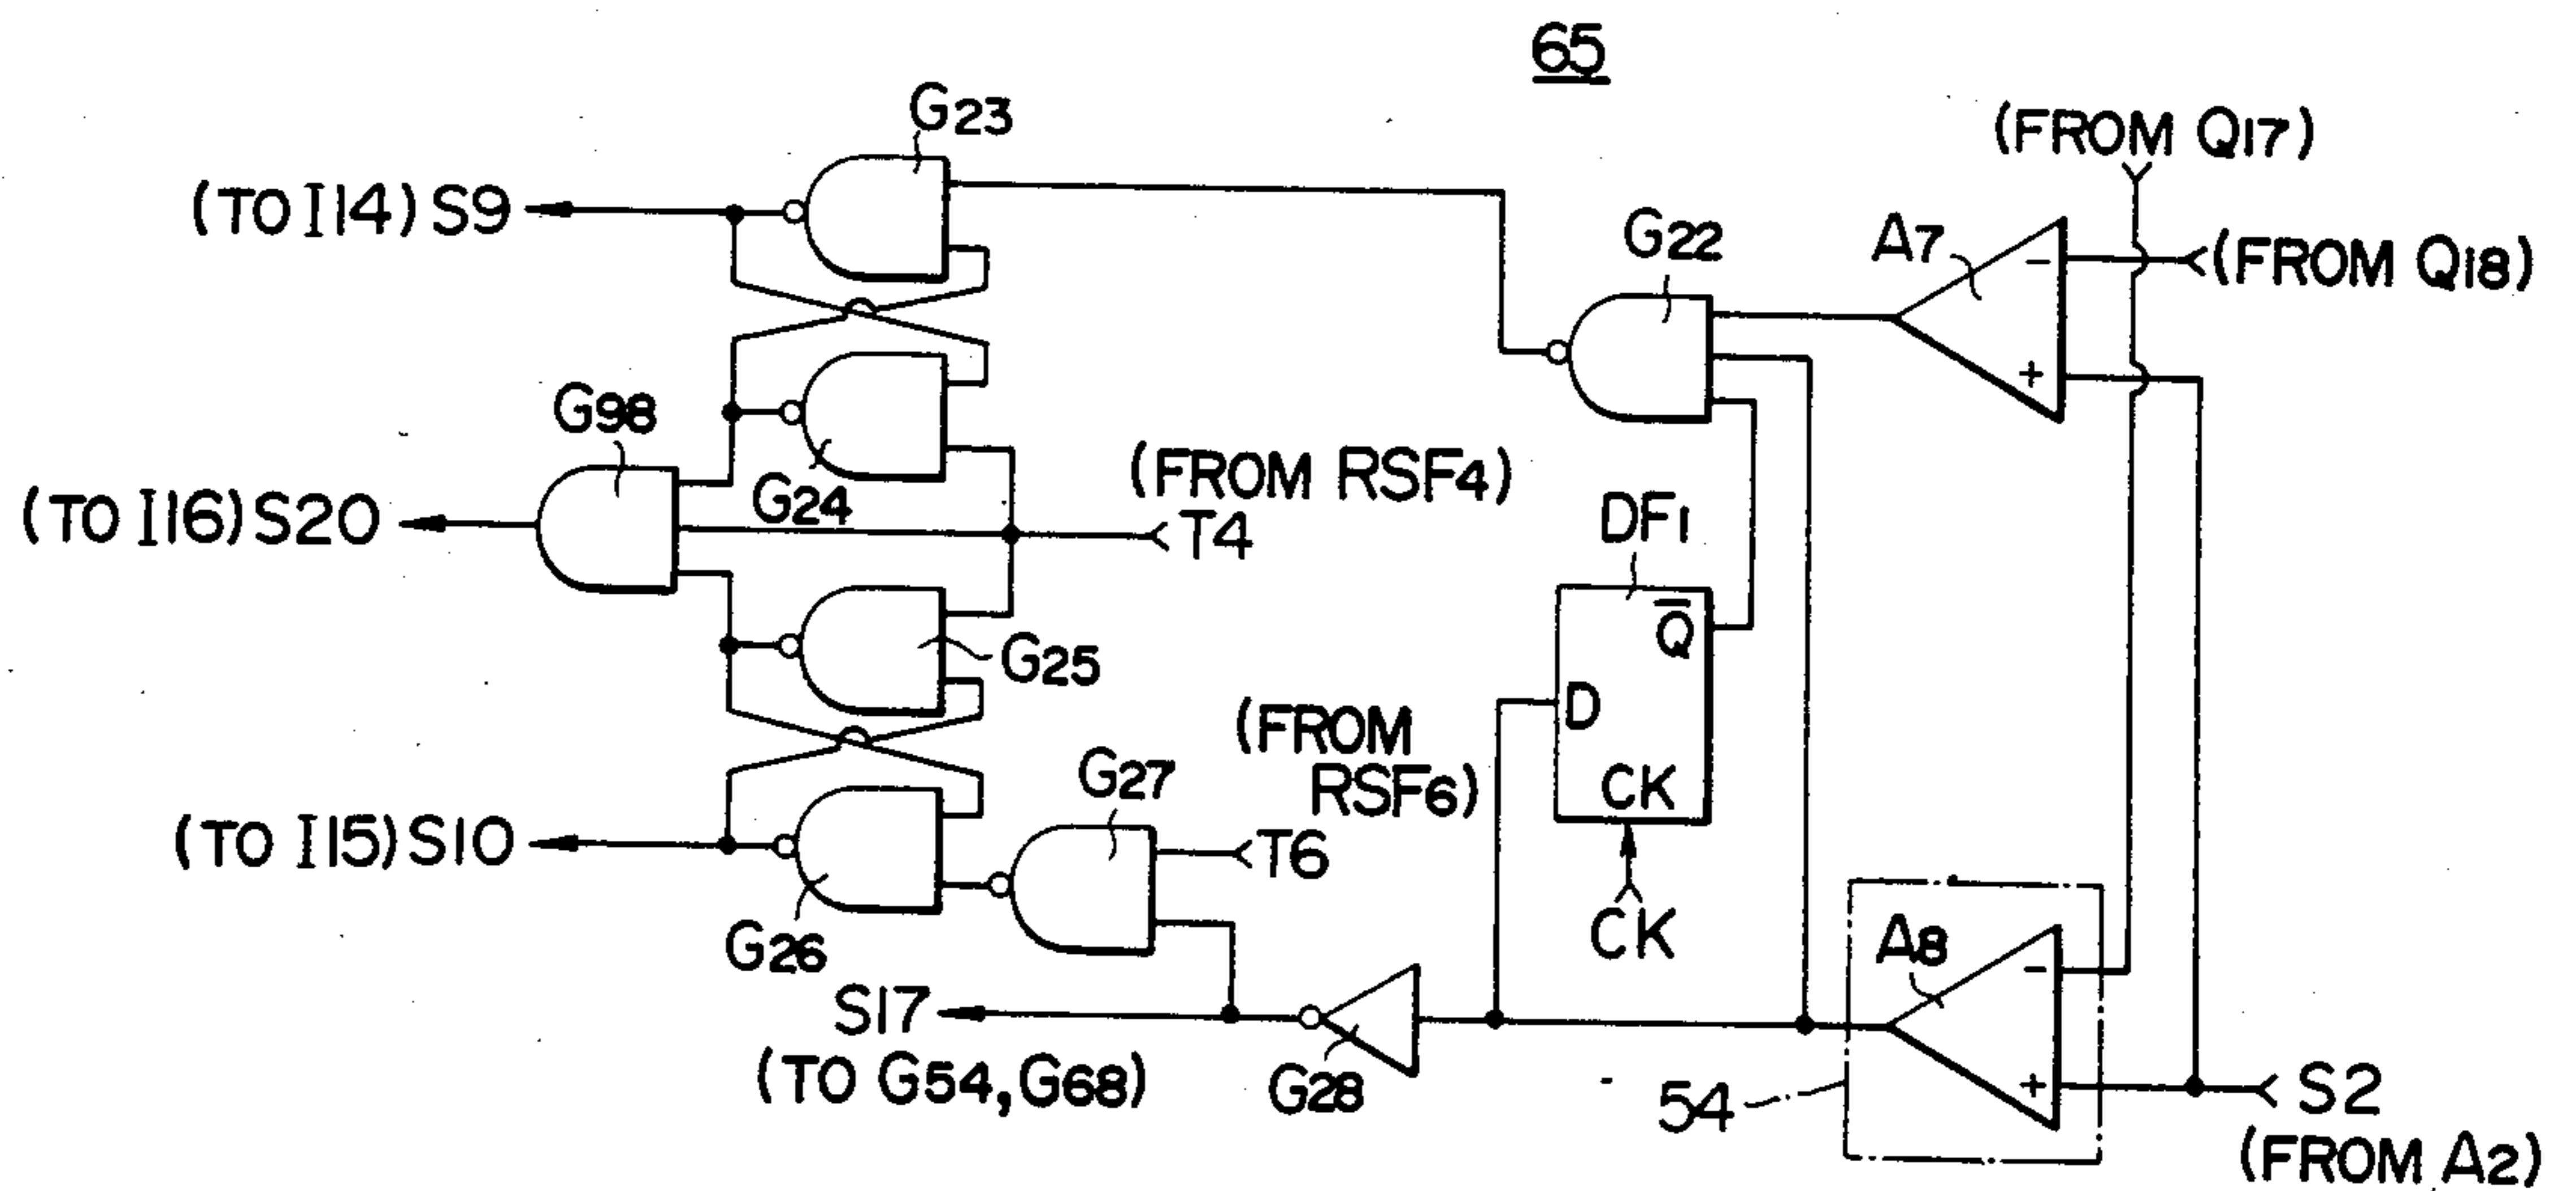 65
G23
(FROM Q17)
(TO I14) S9
G22
A7
−
(FROM Q18)
+
G98
(FROM RSF4)
G24
DF1
(TO I16) S20
T4
Q̅
G25
D
(FROM
RSF6)
G27
CK
(TO I15) S10
T6
A8
CK
−
G26
S17
(TO G54, G68)
G28
54
+
S2
(FROM A2)